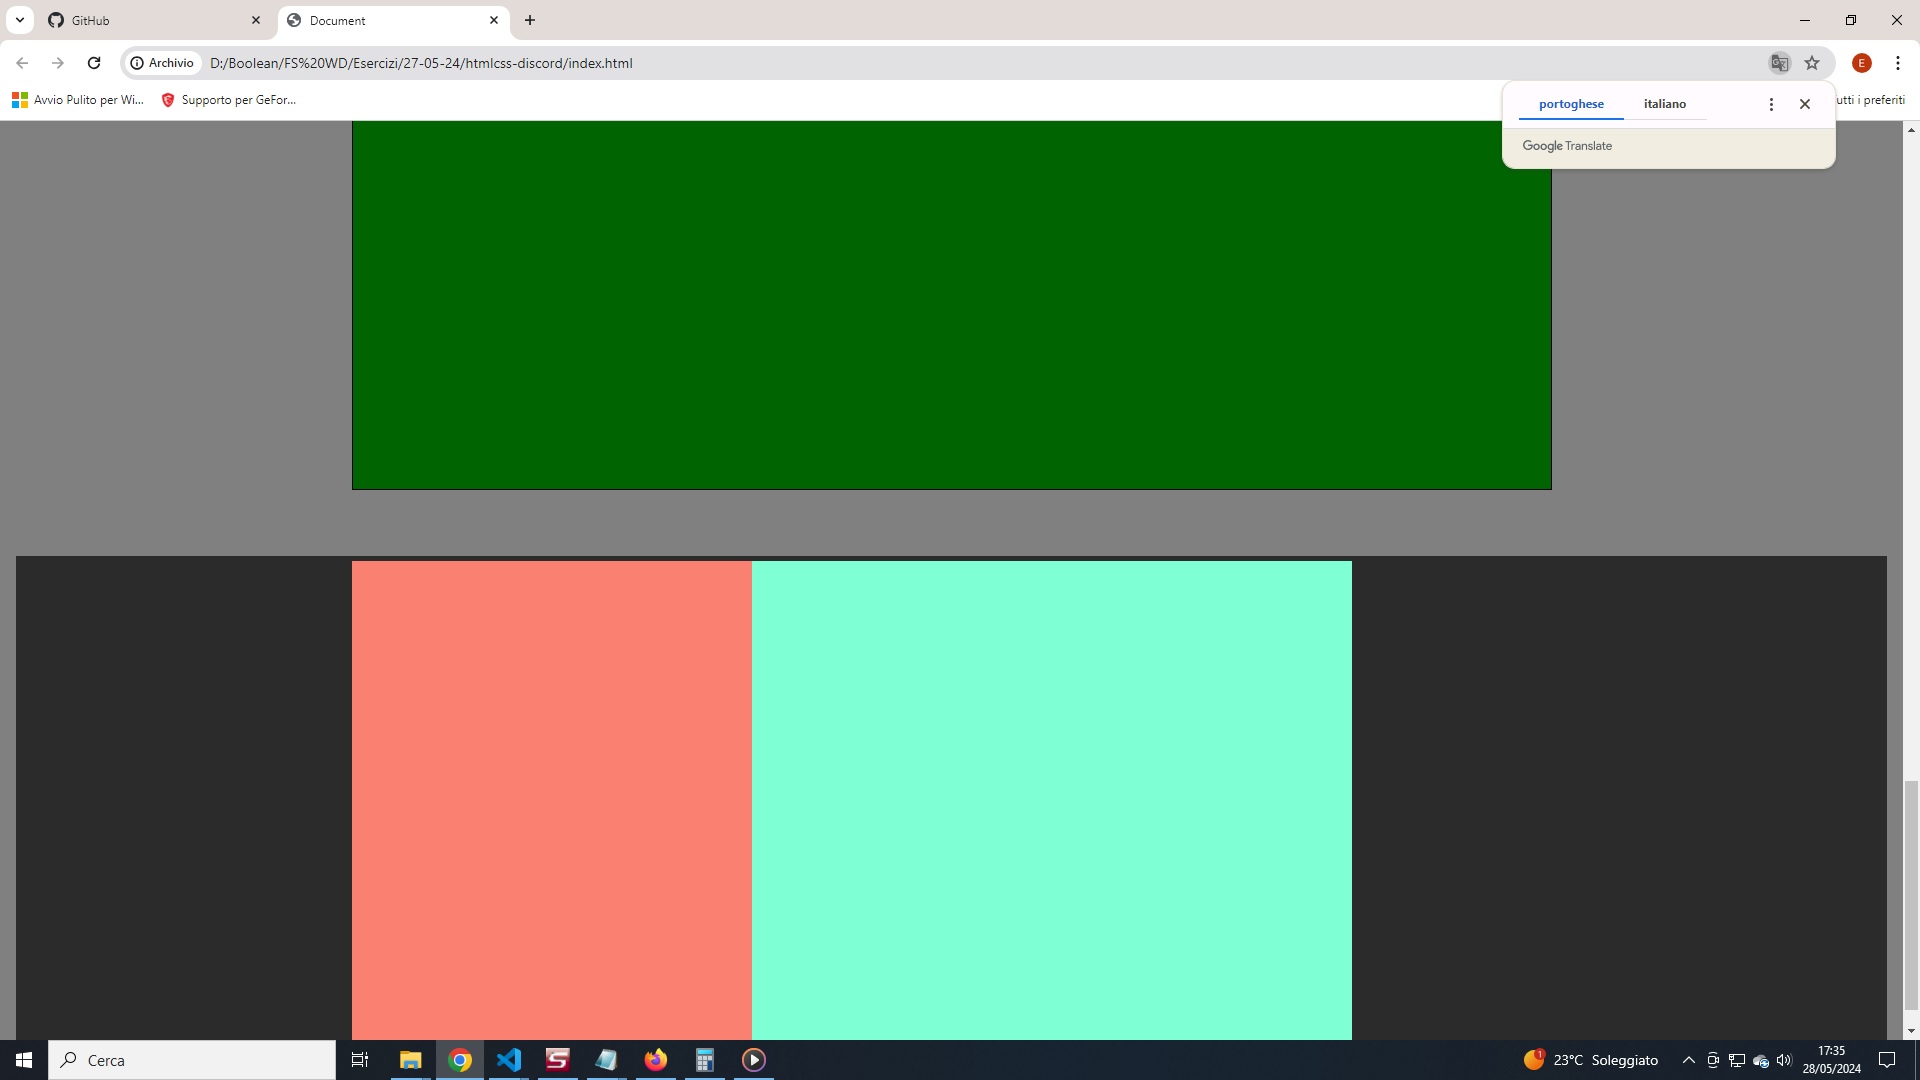 GitHub
Document
Archivio
D:/Boolean/FS%20WD/Esercizi/27-05-24/htmlcss-discord/index.html
E
Avvio Pulito per Wi...
Supporto per GeFor...
utti i preferiti
portoghese
italiano
Google Translate
Cerca
1
23°C Soleggiato
17:35
28/05/2024